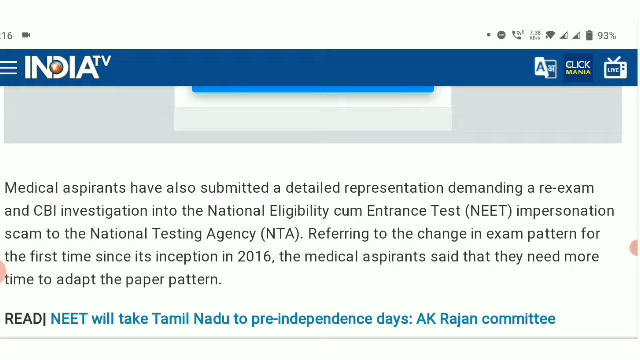 :16
7.38
KB/S
93%
INDIA TV
A अ
CLICK
MANIA
LIVE
Medical aspirants have also submitted a detailed representation demanding a re-exam
and CBI investigation into the National Eligibility cum Entrance Test (NEET) impersonation
scam to the National Testing Agency (NTA). Referring to the change in exam pattern for
the first time since its inception in 2016, the medical aspirants said that they need more
time to adapt the paper pattern.
READ| NEET will take Tamil Nadu to pre-independence days: AK Rajan committee